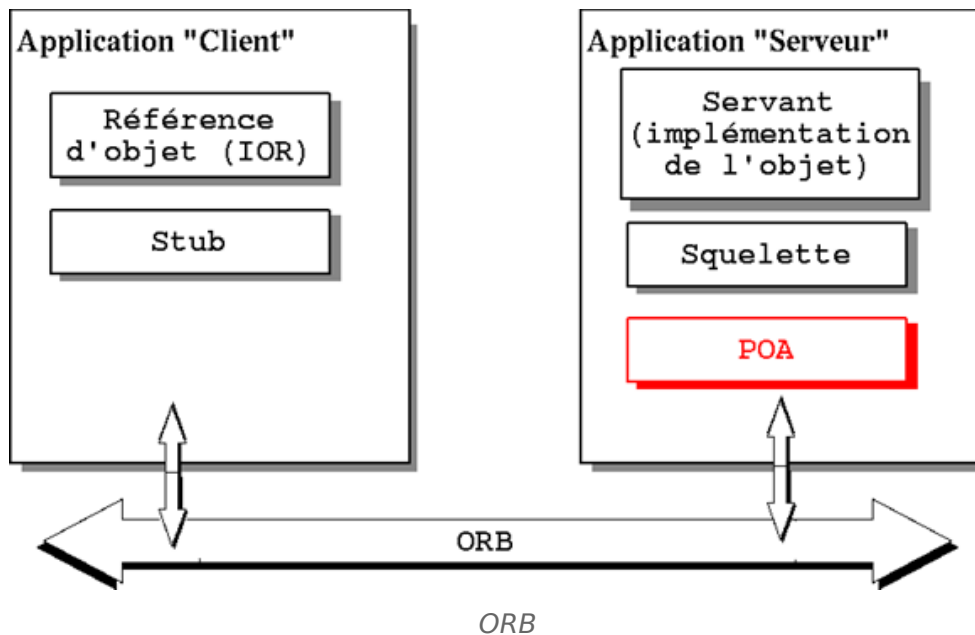 Application "Client"
Référence
d'objet (IOR)
Stub
Application "Serveur"
Servant
(implémentation
de l'objet)
Squelette
POA
ORB
ORB